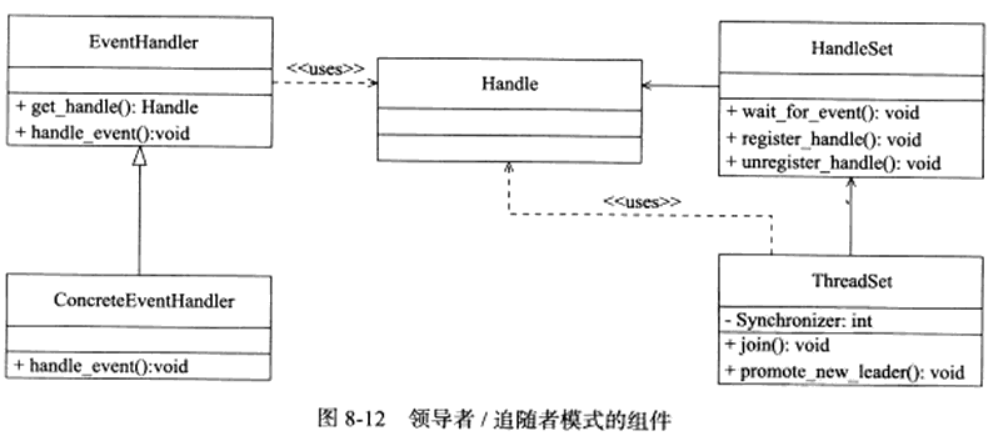 EventHandler
+ get_handle(): Handle
+ handle_event():void
<<uses>>
Handle
HandleSet
+ wait_for_event(): void
+ register_handle(): void
+ unregister_handle(): void
<<uses>>
ConcreteEventHandler
+ handle_event():void
ThreadSet
- Synchronizer: int
+ join(): void
+ promote_new_leader(): void
图 8-12 领导者 / 追随者模式的组件